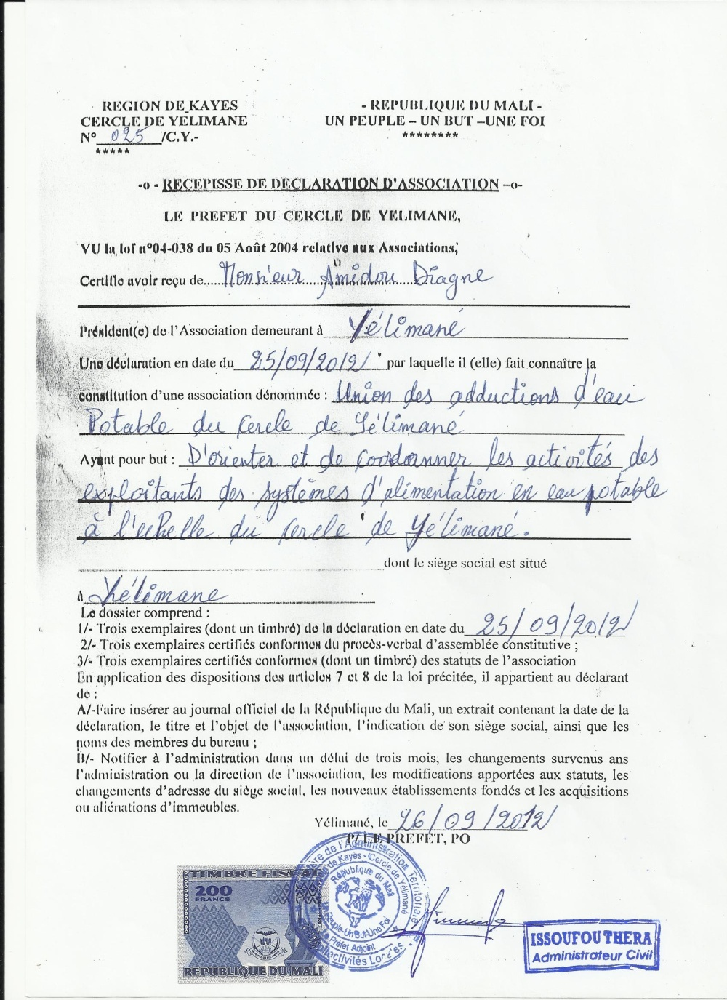 REGION DE KAYES
CERCLE DE YELIMANE
N° 025 /C.Y.-
*****
- REPUBLIQUE DU MALI -
UN PEUPLE – UN BUT –UNE FOI
********
-o - RECEPISSE DE DECLARATION D'ASSOCIATION –o-
LE PREFET DU CERCLE DE YELIMANE,
VU la loi n°04-038 du 05 Août 2004 relative aux Associations;
Certifie avoir reçu de Monsieur Amidou Diagne
Président(e) de l'Association demeurant à Yélimané
Une déclaration en date du 25/09/2012 par laquelle il (elle) fait connaître la
constitution d'une association dénommée : Union des adductions d'eau
Potable du cercle de Yélimané
Ayant pour but : D'orienter et de coordonner les activités des
exploitants des systèmes d'alimentation en eau potable
à l'echelle du cercle de Yélimané.
dont le siège social est situé
à Yélimane
Le dossier comprend :
1/- Trois exemplaires (dont un timbré) de la déclaration en date du 25/09/2012
2/- Trois exemplaires certifiés conformes du procès-verbal d'assemblée constitutive ;
3/- Trois exemplaires certifiés conformes (dont un timbré) des statuts de l'association
En application des dispositions des articles 7 et 8 de la loi précitée, il appartient au déclarant
de :
A/-Faire insérer au journal officiel de la République du Mali, un extrait contenant la date de la
déclaration, le titre et l'objet de l'association, l'indication de son siège social, ainsi que les
noms des membres du bureau ;
B/- Notifier à l'administration dans un délai de trois mois, les changements survenus ans
l'administration ou la direction de l'association, les modifications apportées aux statuts, les
changements d'adresse du siège social, les nouveaux établissements fondés et les acquisitions
ou aliénations d'immeubles.
Yélimané, le 26/09/2012
P/ LE PREFET, PO
TIMBRE FISCAL
200
FRANCS
REPUBLIQUE DU MALI
de l'Administration Territoriale
de Kayes - Cercle de Yélimané
République du Mali
Peuple-Un But-Une Foi
Préfet Adjoint
Collectivités Locales
ISSOUFOU THERA
Administrateur Civil